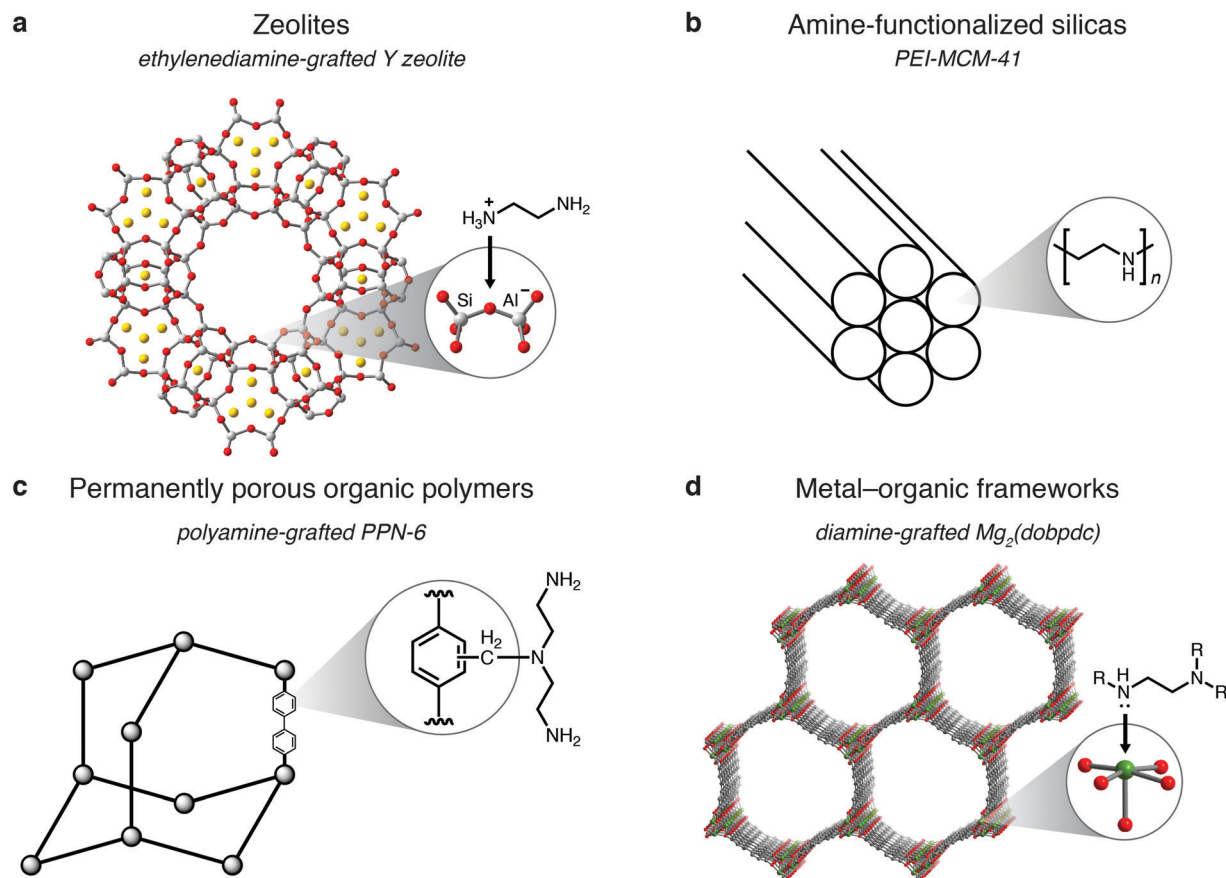 a
Zeolites
ethylenediamine-grafted Y zeolite
H3N+
NH2
Si
Al−
b
Amine-functionalized silicas
PEI-MCM-41
N
H
n
c
Permanently porous organic polymers
polyamine-grafted PPN-6
NH2
H2
C
N
NH2
d
Metal–organic frameworks
diamine-grafted Mg2(dobpdc)
R
H
R
N
N
R